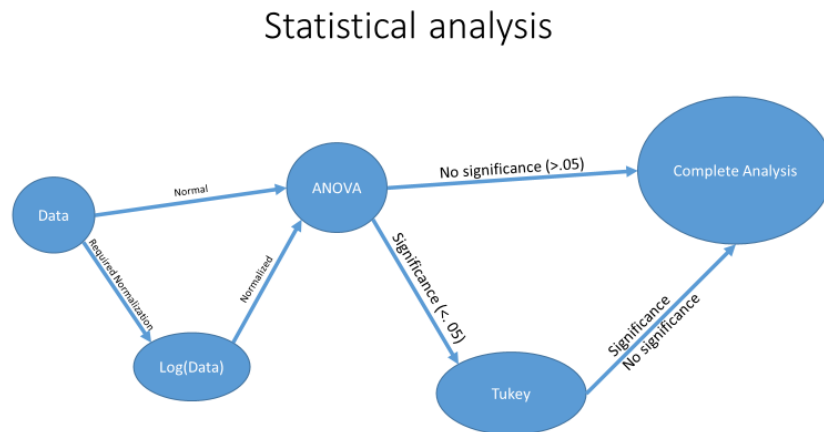 Statistical analysis
Data
Normal
Required Normalization
Log(Data)
Normalized
ANOVA
No significance (>.05)
Significance (<. 05)
Tukey
Significance
No significance
Complete Analysis